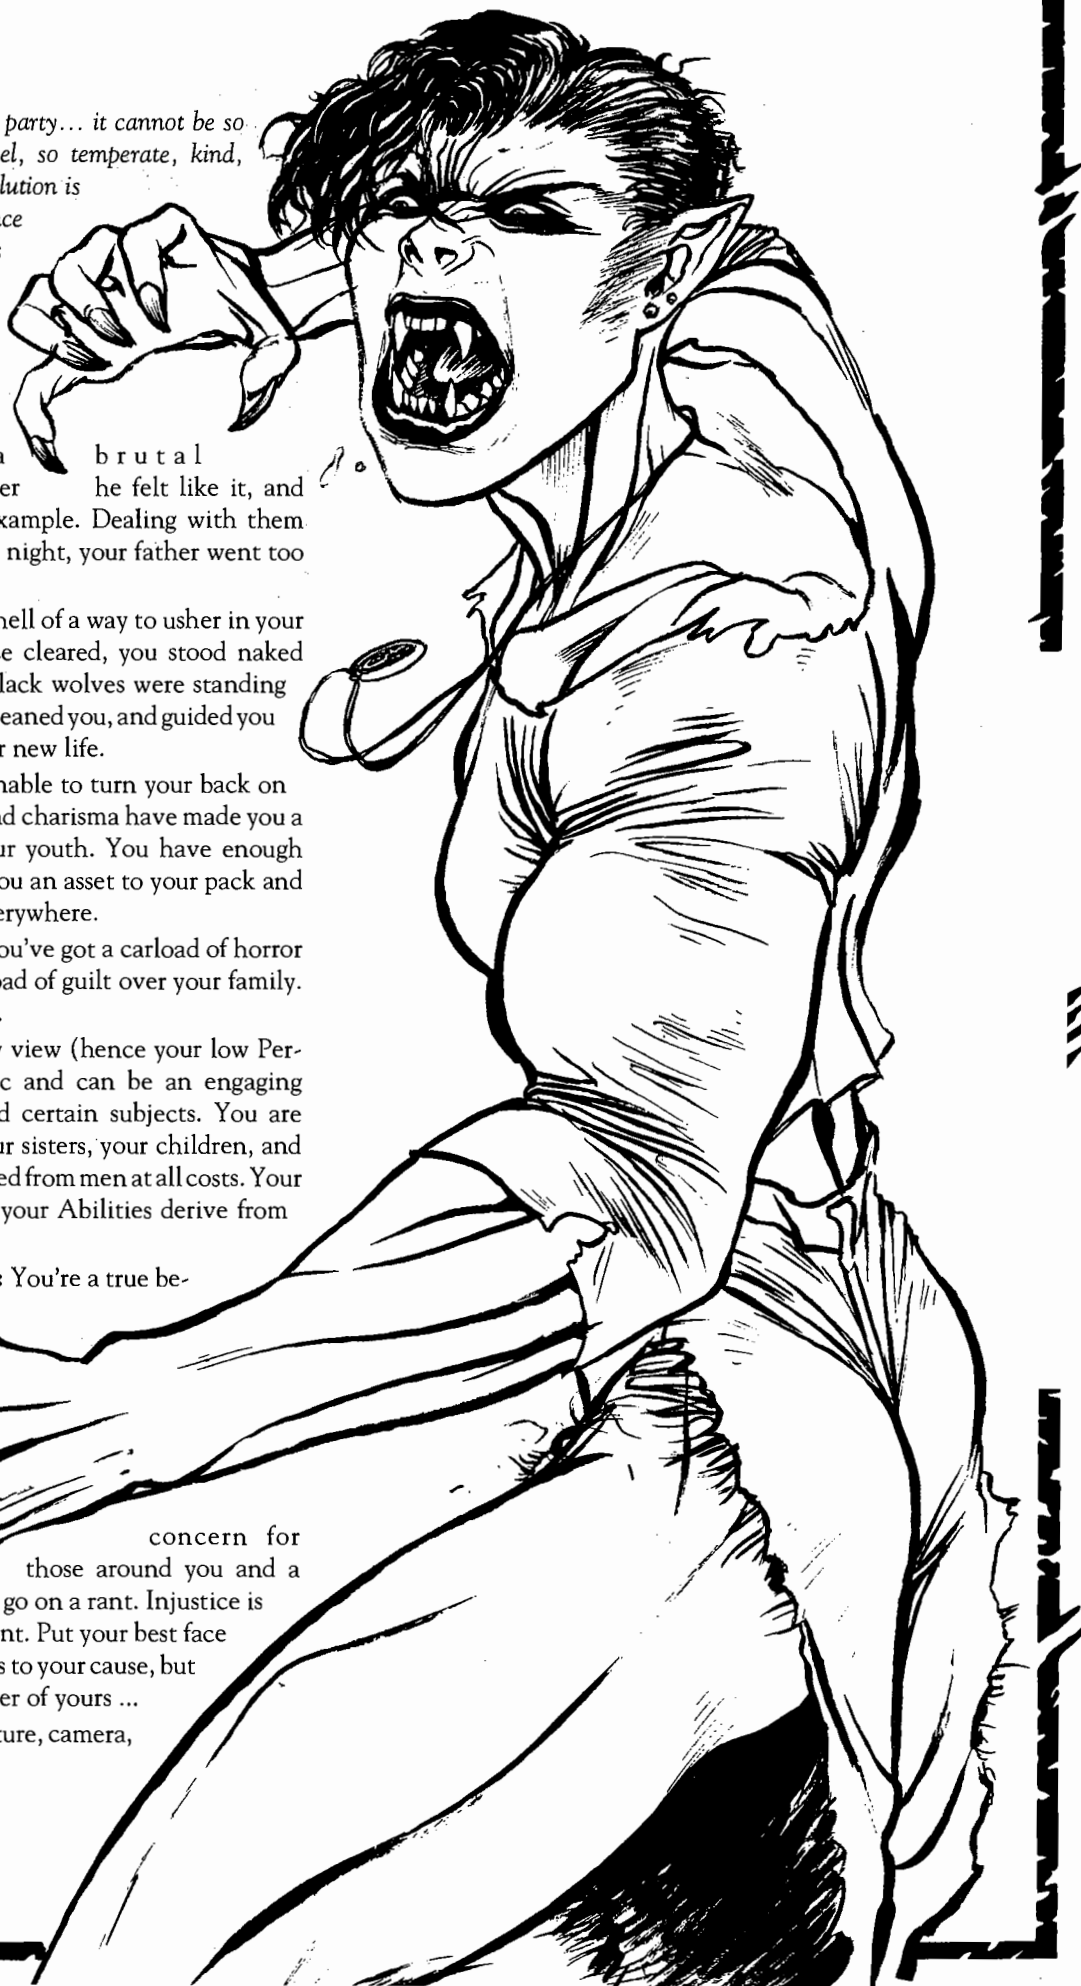 party... it cannot be so
el, so temperate, kind,
lution is
ce
a brutal
er he felt like it, and
xample. Dealing with them
night, your father went too
hell of a way to usher in your
e cleared, you stood naked
lack wolves were standing
eaned you, and guided you
r new life.
nable to turn your back on
d charisma have made you a
ur youth. You have enough
ou an asset to your pack and
erywhere.
ou've got a carload of horror
oad of guilt over your family.
.
view (hence your low Per-
c and can be an engaging
d certain subjects. You are
ur sisters, your children, and
ed from men at all costs. Your
your Abilities derive from
: You're a true be-
concern for
those around you and a
go on a rant. Injustice is
nt. Put your best face
s to your cause, but
er of yours ...
ture, camera,